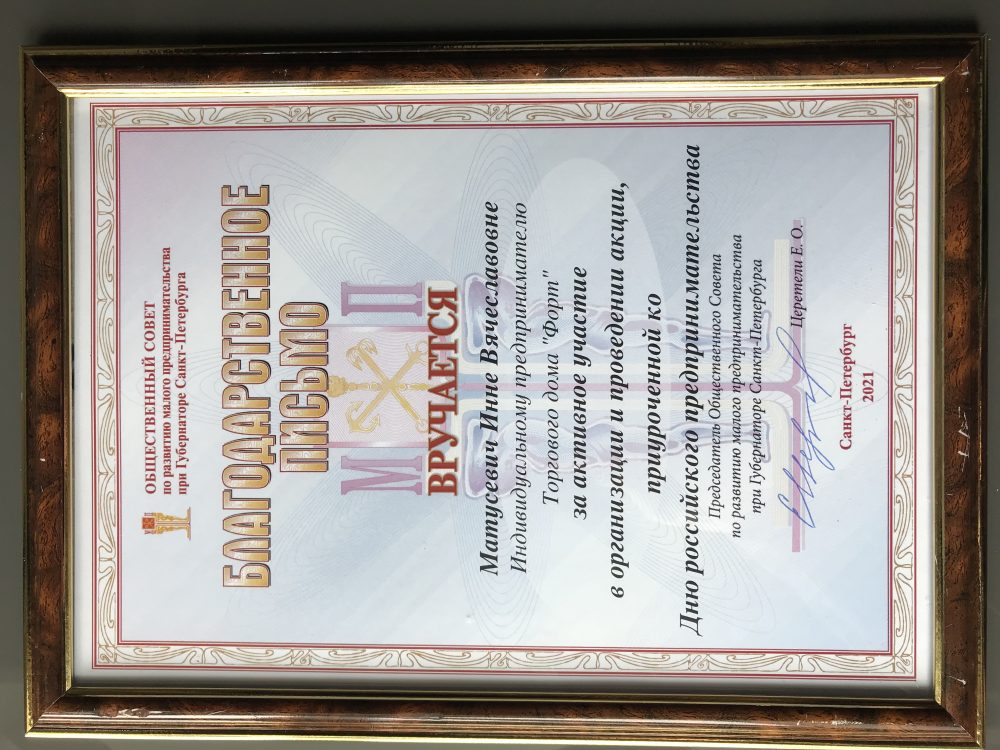 ОБЩЕСТВЕННЫЙ СОВЕТ
по развитию малого предпринимательства
при Губернаторе Санкт-Петербурга
БЛАГОДАРСТВЕННОЕ
ПИСЬМО
М П
ВРУЧАЕТСЯ
Матусевич Инне Вячеславовне
Индивидуальному предпринимателю
Торгового дома "Форт"
за активное участие
в организации и проведении акции,
приуроченной ко
Дню российского предпринимательства
Председатель Общественного Совета
по развитию малого предпринимательства
при Губернаторе Санкт-Петербурга
Церетели Е. О.
Санкт-Петербург
2021